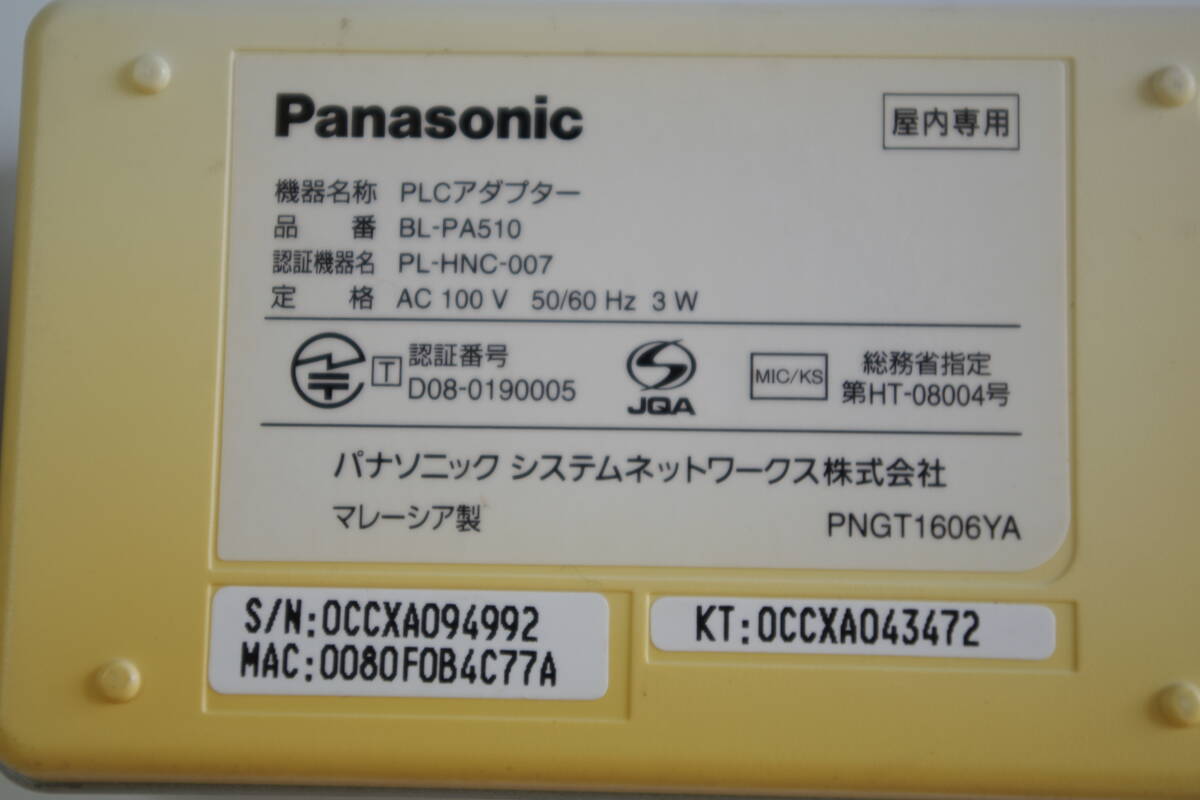 Panasonic
屋内専用
機器名称 PLCアダプター
品 番 BL-PA510
認証機器名 PL-HNC-007
定 格 AC 100 V 50/60 Hz 3 W
T 認証番号
D08-0190005
JQA
MIC/KS
総務省指定
第HT-08004号
パナソニック システムネットワークス株式会社
マレーシア製
PNGT1606YA
S/N:0CCXA094992
MAC:0080F0B4C77A
KT:0CCXA043472